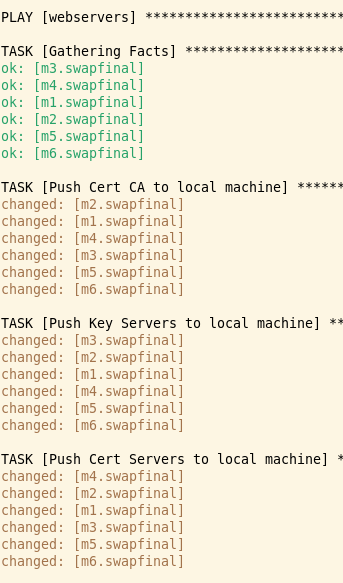 PLAY [webservers] *************************
TASK [Gathering Facts] ********************
ok: [m3.swapfinal]
ok: [m4.swapfinal]
ok: [m1.swapfinal]
ok: [m2.swapfinal]
ok: [m5.swapfinal]
ok: [m6.swapfinal]
TASK [Push Cert CA to local machine] ******
changed: [m2.swapfinal]
changed: [m1.swapfinal]
changed: [m4.swapfinal]
changed: [m3.swapfinal]
changed: [m5.swapfinal]
changed: [m6.swapfinal]
TASK [Push Key Servers to local machine] **
changed: [m3.swapfinal]
changed: [m2.swapfinal]
changed: [m1.swapfinal]
changed: [m4.swapfinal]
changed: [m5.swapfinal]
changed: [m6.swapfinal]
TASK [Push Cert Servers to local machine] *
changed: [m4.swapfinal]
changed: [m2.swapfinal]
changed: [m1.swapfinal]
changed: [m3.swapfinal]
changed: [m5.swapfinal]
changed: [m6.swapfinal]